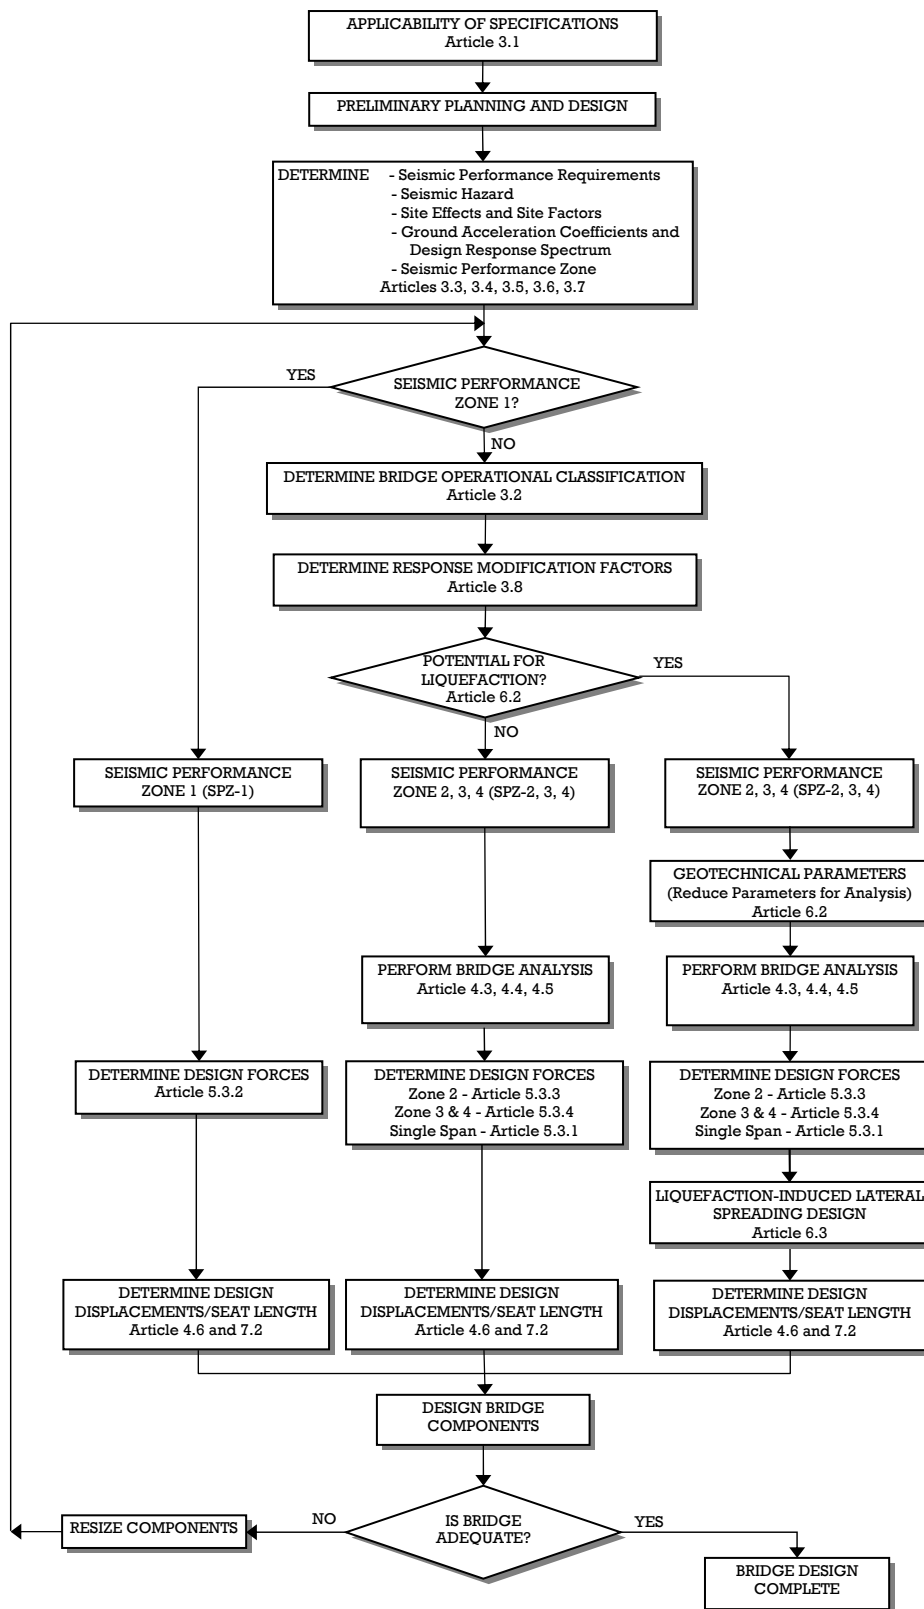 APPLICABILITY OF SPECIFICATIONS
Article 3.1
PRELIMINARY PLANNING AND DESIGN
DETERMINE - Seismic Performance Requirements
- Seismic Hazard
- Site Effects and Site Factors
- Ground Acceleration Coefficients and
Design Response Spectrum
- Seismic Performance Zone
Articles 3.3, 3.4, 3.5, 3.6, 3.7
YES
SEISMIC PERFORMANCE
ZONE 1?
NO
DETERMINE BRIDGE OPERATIONAL CLASSIFICATION
Article 3.2
DETERMINE RESPONSE MODIFICATION FACTORS
Article 3.8
POTENTIAL FOR
LIQUEFACTION?
Article 6.2
YES
NO
SEISMIC PERFORMANCE
ZONE 1 (SPZ-1)
SEISMIC PERFORMANCE
ZONE 2, 3, 4 (SPZ-2, 3, 4)
SEISMIC PERFORMANCE
ZONE 2, 3, 4 (SPZ-2, 3, 4)
GEOTECHNICAL PARAMETERS
(Reduce Parameters for Analysis)
Article 6.2
PERFORM BRIDGE ANALYSIS
Article 4.3, 4.4, 4.5
PERFORM BRIDGE ANALYSIS
Article 4.3, 4.4, 4.5
DETERMINE DESIGN FORCES
Article 5.3.2
DETERMINE DESIGN FORCES
Zone 2 - Article 5.3.3
Zone 3 & 4 - Article 5.3.4
Single Span - Article 5.3.1
DETERMINE DESIGN FORCES
Zone 2 - Article 5.3.3
Zone 3 & 4 - Article 5.3.4
Single Span - Article 5.3.1
LIQUEFACTION-INDUCED LATERAL
SPREADING DESIGN
Article 6.3
DETERMINE DESIGN
DISPLACEMENTS/SEAT LENGTH
Article 4.6 and 7.2
DETERMINE DESIGN
DISPLACEMENTS/SEAT LENGTH
Article 4.6 and 7.2
DETERMINE DESIGN
DISPLACEMENTS/SEAT LENGTH
Article 4.6 and 7.2
DESIGN BRIDGE
COMPONENTS
RESIZE COMPONENTS
NO
IS BRIDGE
ADEQUATE?
YES
BRIDGE DESIGN
COMPLETE